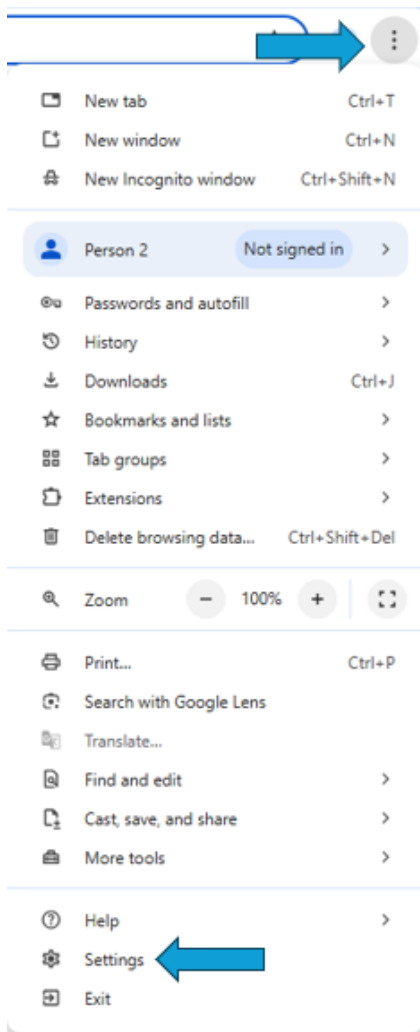 New tab Ctrl+T
New window Ctrl+N
New Incognito window Ctrl+Shift+N
Person 2 Not signed in
Passwords and autofill
History
Downloads Ctrl+J
Bookmarks and lists
Tab groups
Extensions
Delete browsing data... Ctrl+Shift+Del
Zoom − 100% +
Print... Ctrl+P
Search with Google Lens
Translate...
Find and edit
Cast, save, and share
More tools
Help
Settings
Exit